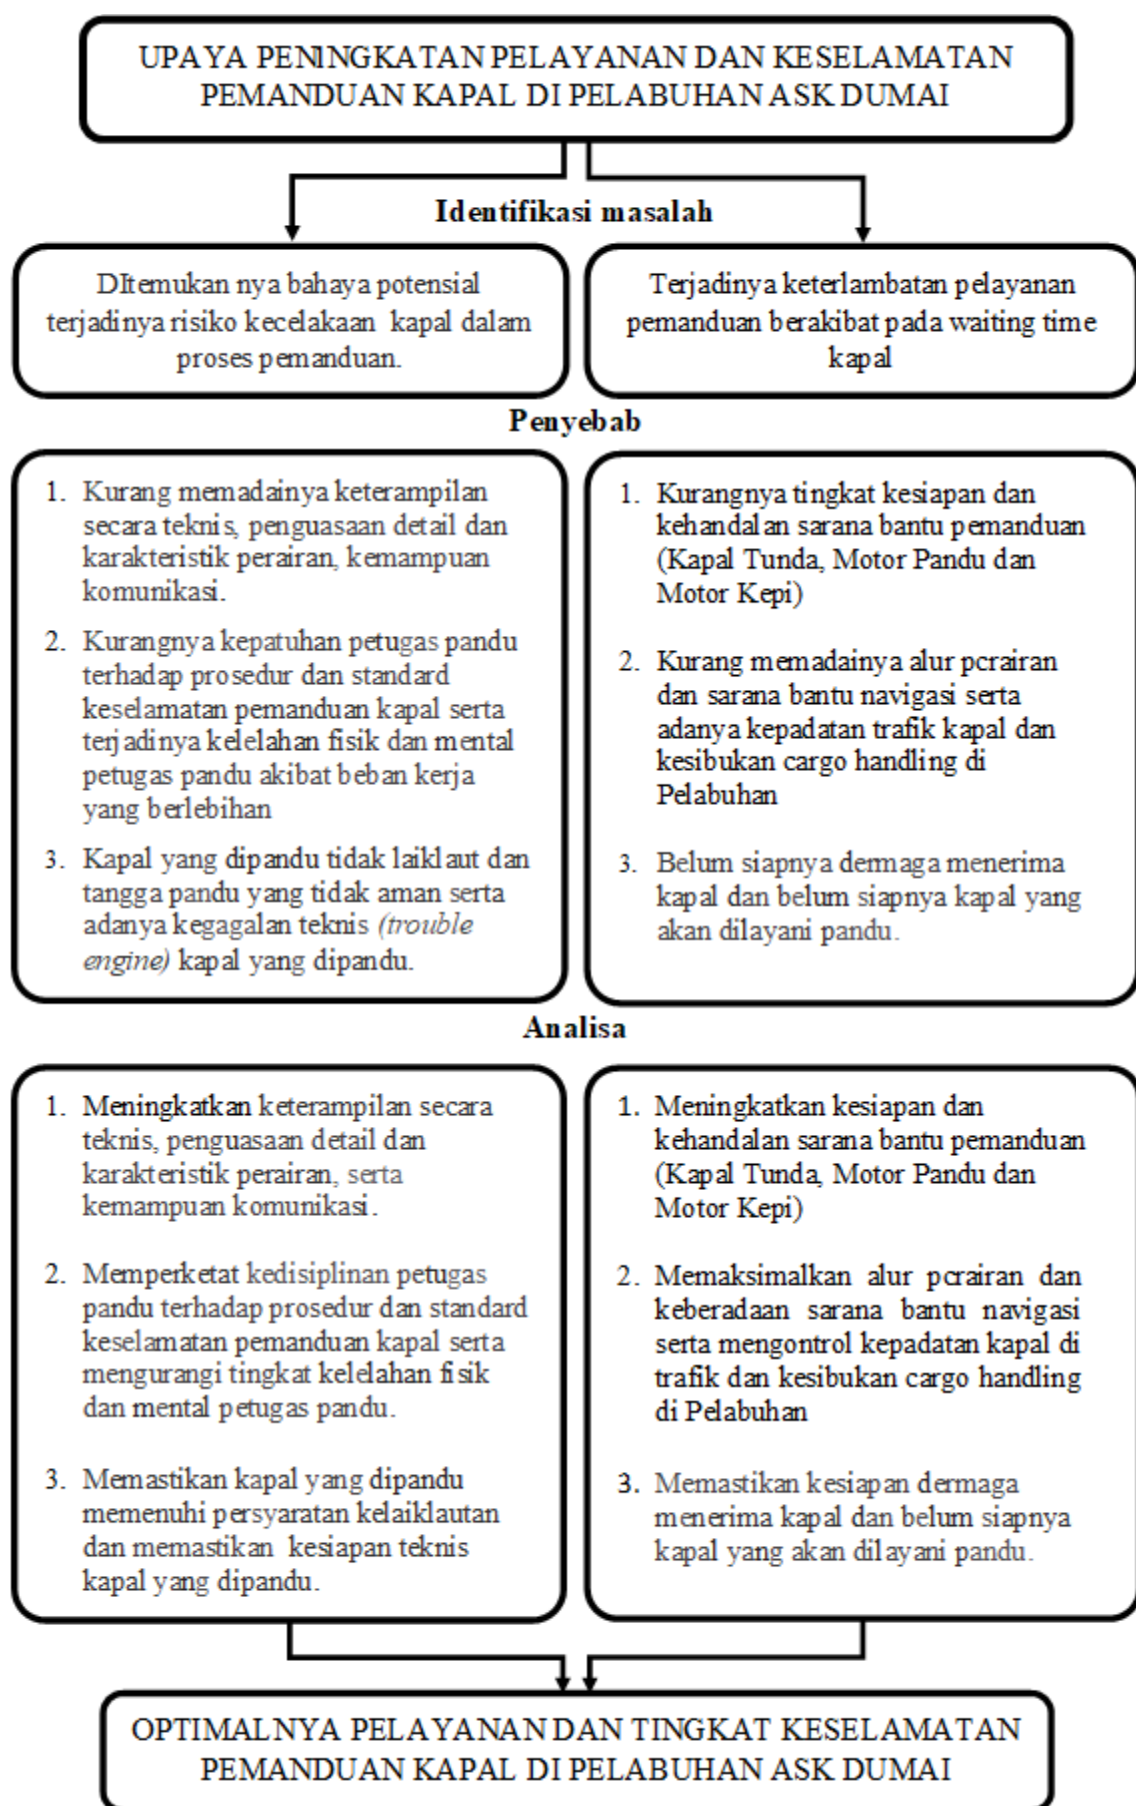 UPAYA PENINGKATAN PELAYANAN DAN KESELAMATAN
PEMANDUAN KAPAL DI PELABUHAN ASK DUMAI
Identifikasi masalah
DItemukan nya bahaya potensial
terjadinya risiko kecelakaan kapal dalam
proses pemanduan.
Terjadinya keterlambatan pelayanan
pemanduan berakibat pada waiting time
kapal
Penyebab
1. Kurang memadainya keterampilan
secara teknis, penguasaan detail dan
karakteristik perairan, kemampuan
komunikasi.
2. Kurangnya kepatuhan petugas pandu
terhadap prosedur dan standard
keselamatan pemanduan kapal serta
terjadinya kelelahan fisik dan mental
petugas pandu akibat beban kerja
yang berlebihan
3. Kapal yang dipandu tidak laiklaut dan
tangga pandu yang tidak aman serta
adanya kegagalan teknis (trouble
engine) kapal yang dipandu.
1. Kurangnya tingkat kesiapan dan
kehandalan sarana bantu pemanduan
(Kapal Tunda, Motor Pandu dan
Motor Kepi)
2. Kurang memadainya alur pcrairan
dan sarana bantu navigasi serta
adanya kepadatan trafik kapal dan
kesibukan cargo handling di
Pelabuhan
3. Belum siapnya dermaga menerima
kapal dan belum siapnya kapal yang
akan dilayani pandu.
Analisa
1. Meningkatkan keterampilan secara
teknis, penguasaan detail dan
karakteristik perairan, serta
kemampuan komunikasi.
2. Memperketat kedisiplinan petugas
pandu terhadap prosedur dan standard
keselamatan pemanduan kapal serta
mengurangi tingkat kelelahan fisik
dan mental petugas pandu.
3. Memastikan kapal yang dipandu
memenuhi persyaratan kelaiklautan
dan memastikan kesiapan teknis
kapal yang dipandu.
1. Meningkatkan kesiapan dan
kehandalan sarana bantu pemanduan
(Kapal Tunda, Motor Pandu dan
Motor Kepi)
2. Memaksimalkan alur pcrairan dan
keberadaan sarana bantu navigasi
serta mengontrol kepadatan kapal di
trafik dan kesibukan cargo handling
di Pelabuhan
3. Memastikan kesiapan dermaga
menerima kapal dan belum siapnya
kapal yang akan dilayani pandu.
OPTIMALNYA PELAYANAN DAN TINGKAT KESELAMATAN
PEMANDUAN KAPAL DI PELABUHAN ASK DUMAI